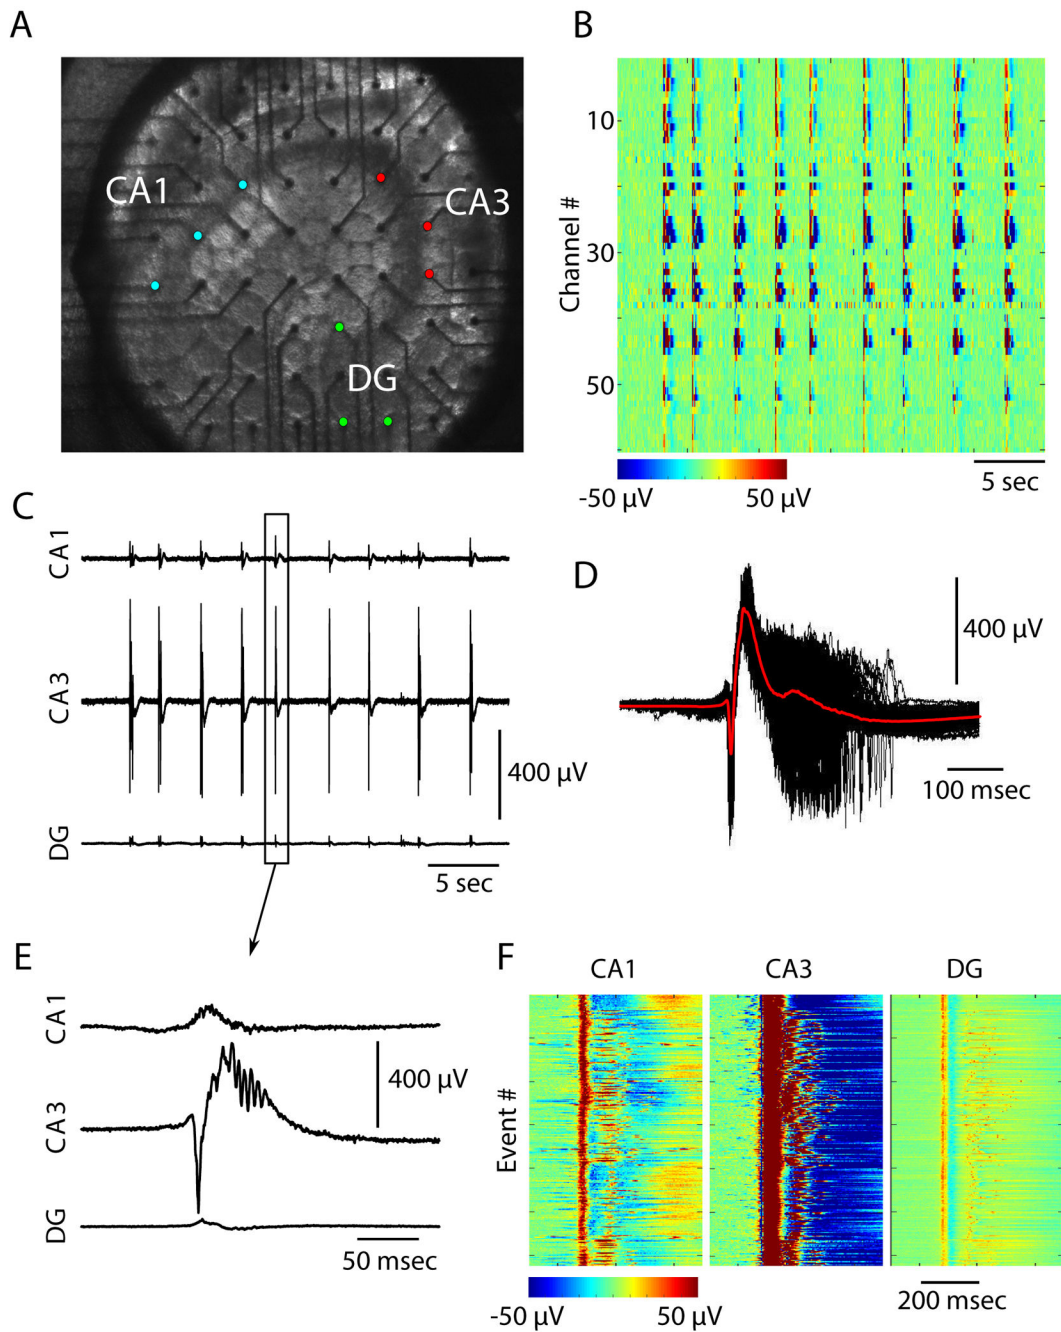 A
CA1
CA3
DG
B
Channel #
10
30
50
-50 µV
50 µV
5 sec
C
CA1
CA3
DG
400 µV
5 sec
D
400 µV
100 msec
E
CA1
CA3
DG
400 µV
50 msec
F
CA1
CA3
DG
Event #
-50 µV
50 µV
200 msec